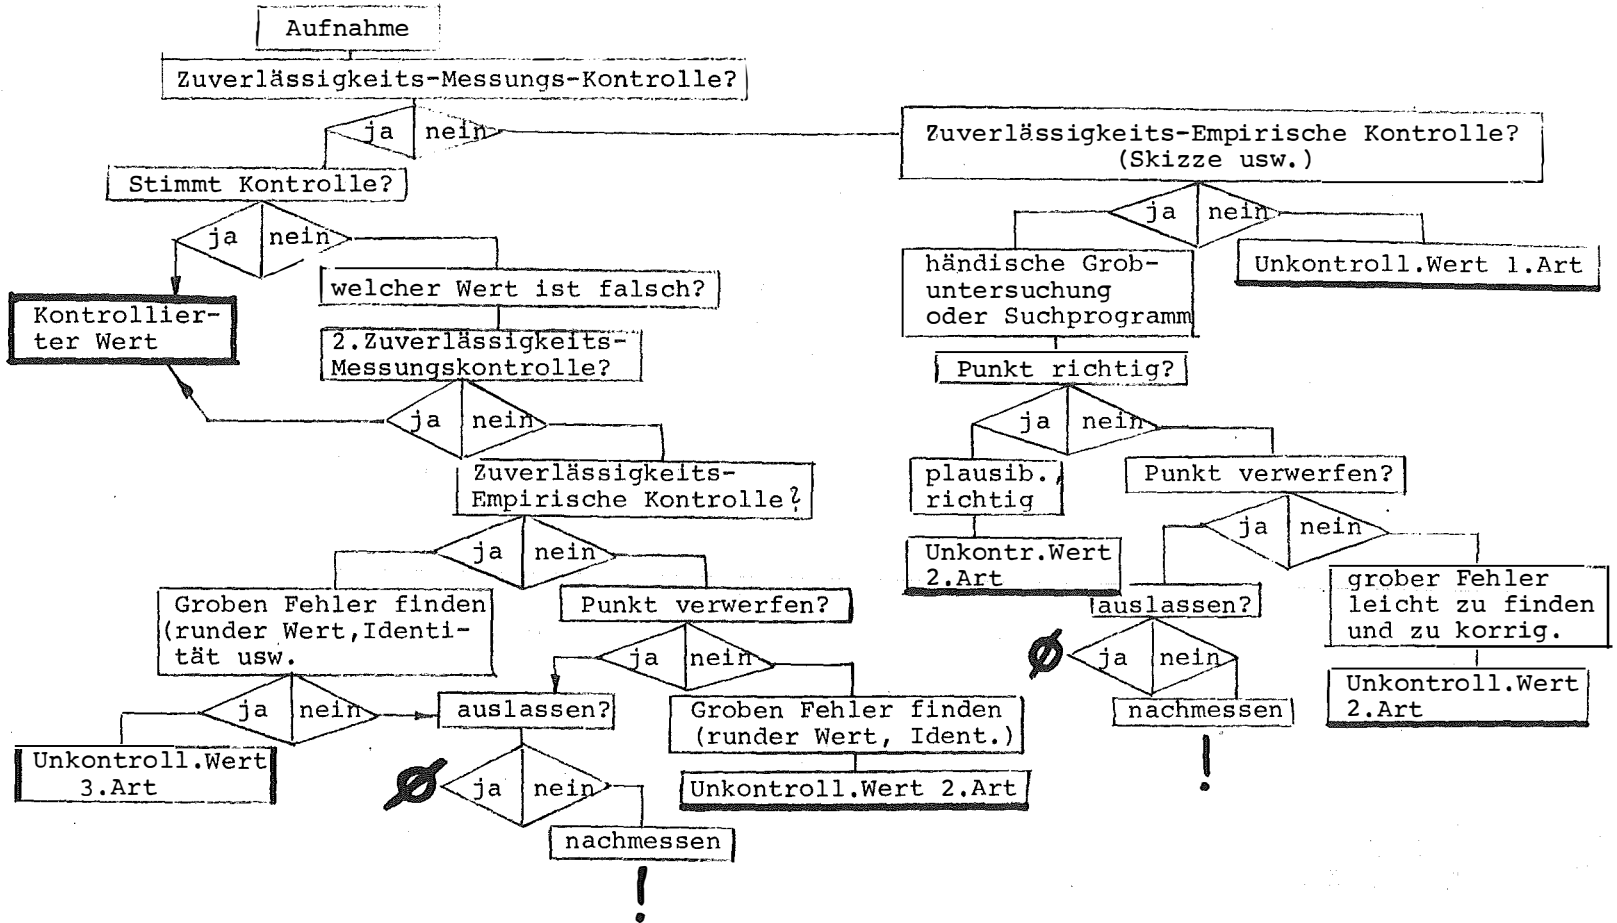 Aufnahme
Zuverlässigkeits-Messungs-Kontrolle?
ja nein
Stimmt Kontrolle?
ja nein
Kontrollier-
ter Wert
welcher Wert ist falsch?
2.Zuverlässigkeits-
Messungskontrolle?
ja nein
Zuverlässigkeits-
Empirische Kontrolle?
ja nein
Groben Fehler finden
(runder Wert,Identi-
tät usw.
ja nein
Unkontroll.Wert
3.Art
Punkt verwerfen?
ja nein
auslassen?
Ø ja nein
nachmessen
!
Groben Fehler finden
(runder Wert, Ident.)
Unkontroll.Wert 2.Art
Zuverlässigkeits-Empirische Kontrolle?
(Skizze usw.)
ja nein
Unkontroll.Wert 1.Art
händische Grob-
untersuchung
oder Suchprogramm
Punkt richtig?
ja nein
plausib.,
richtig
Unkontr.Wert
2.Art
Punkt verwerfen?
ja nein
auslassen?
Ø ja nein
nachmessen
!
grober Fehler
leicht zu finden
und zu korrig.
Unkontroll.Wert
2.Art